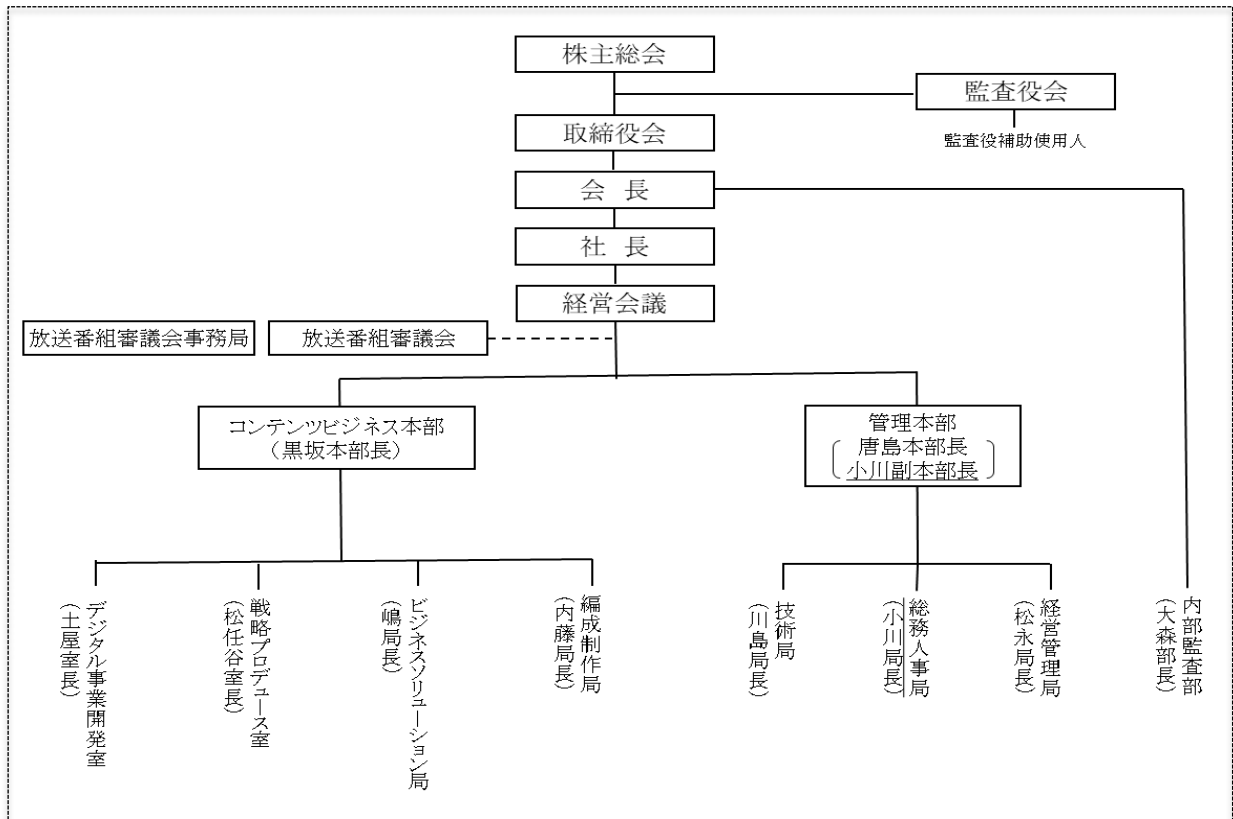 株主総会
監査役会
監査役補助使用人
取締役会
会 長
社 長
経営会議
放送番組審議会事務局
放送番組審議会
コンテンツビジネス本部
（黒坂本部長）
管理本部
唐島本部長
小川副本部長
デジタル事業開発室
（土屋室長）
戦略プロデュース室
（松任谷室長）
ビジネスソリューション局
（嶋局長）
編成制作局
（内藤局長）
技術局
（川島局長）
総務人事局
（小川局長）
経営管理局
（松永局長）
内部監査部
（大森部長）